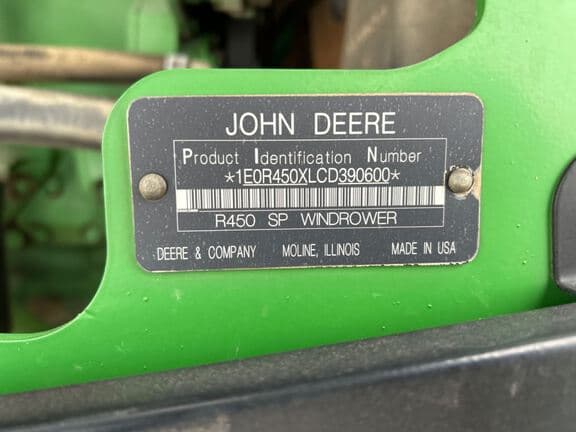 JOHN DEERE
Product Identification Number
*1E0R450XLCD390600*
R450 SP WINDROWER
DEERE & COMPANY MOLINE, ILLINOIS MADE IN USA